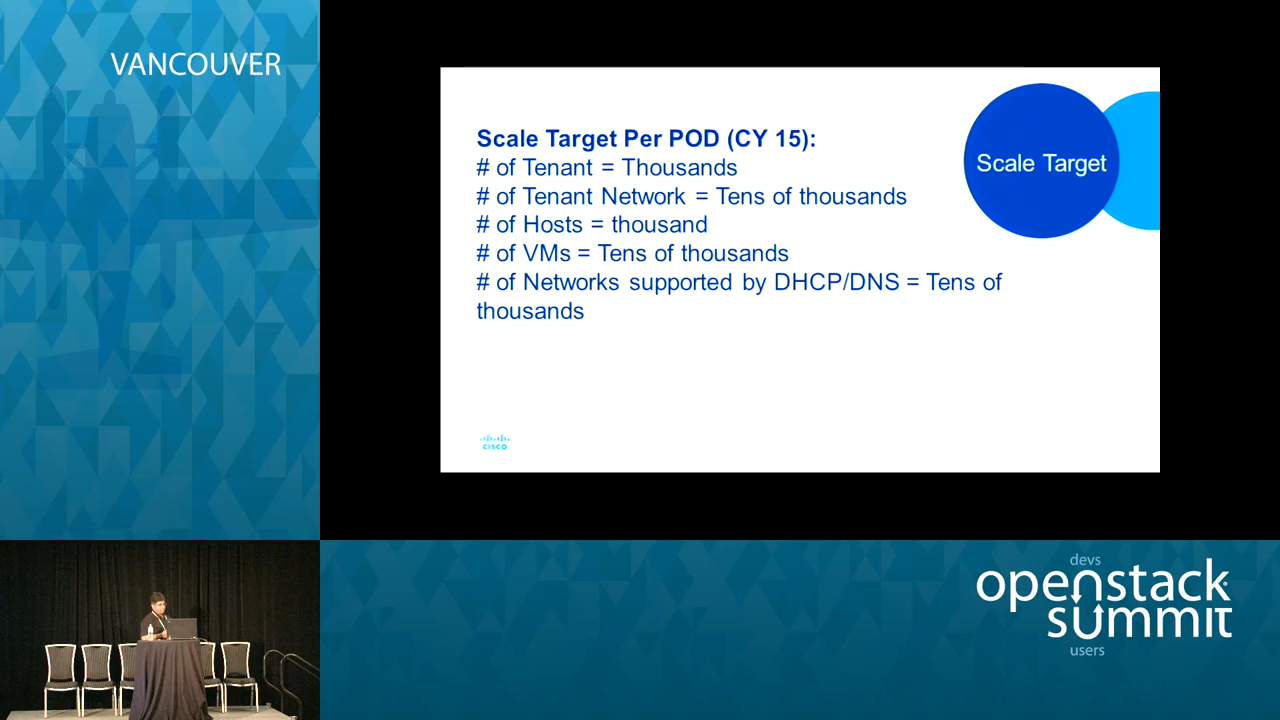 VANCOUVER
Scale Target Per POD (CY 15):
# of Tenant = Thousands
# of Tenant Network = Tens of thousands
# of Hosts = thousand
# of VMs = Tens of thousands
# of Networks supported by DHCP/DNS = Tens of
thousands
Scale Target
CISCO
devs
openstack
summit
users